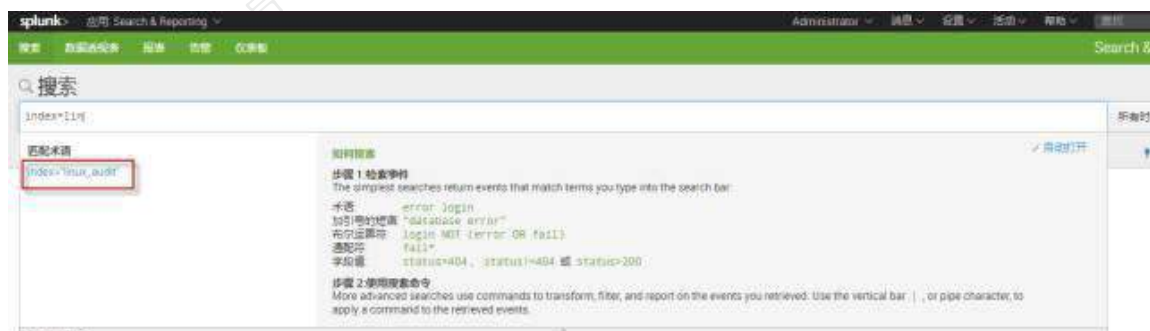 splunk> 应用: Search & Reporting
Administrator 消息 设置 活动 帮助 查找
搜索 数据透视表 报表 告警 仪表板 Search &
搜索
index=lin
所有时
匹配术语
index="linux_audit"
如何搜索
自动打开
步骤 1:检索事件
The simplest searches return events that match terms you type into the search bar:
术语 error login
加引号的短语 "database error"
布尔运算符 login NOT (error OR fail)
通配符 fail*
字段值 status=404, status!=404 或 status>200
步骤 2:使用搜索命令
More advanced searches use commands to transform, filter, and report on the events you retrieved. Use the vertical bar | , or pipe character, to
apply a command to the retrieved events.